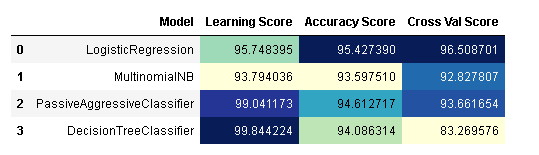 Model Learning Score Accuracy Score Cross Val Score
0 LogisticRegression 95.748395 95.427390 96.508701
1 MultinomialNB 93.794036 93.597510 92.827807
2 PassiveAggressiveClassifier 99.041173 94.612717 93.661654
3 DecisionTreeClassifier 99.844224 94.086314 83.269576